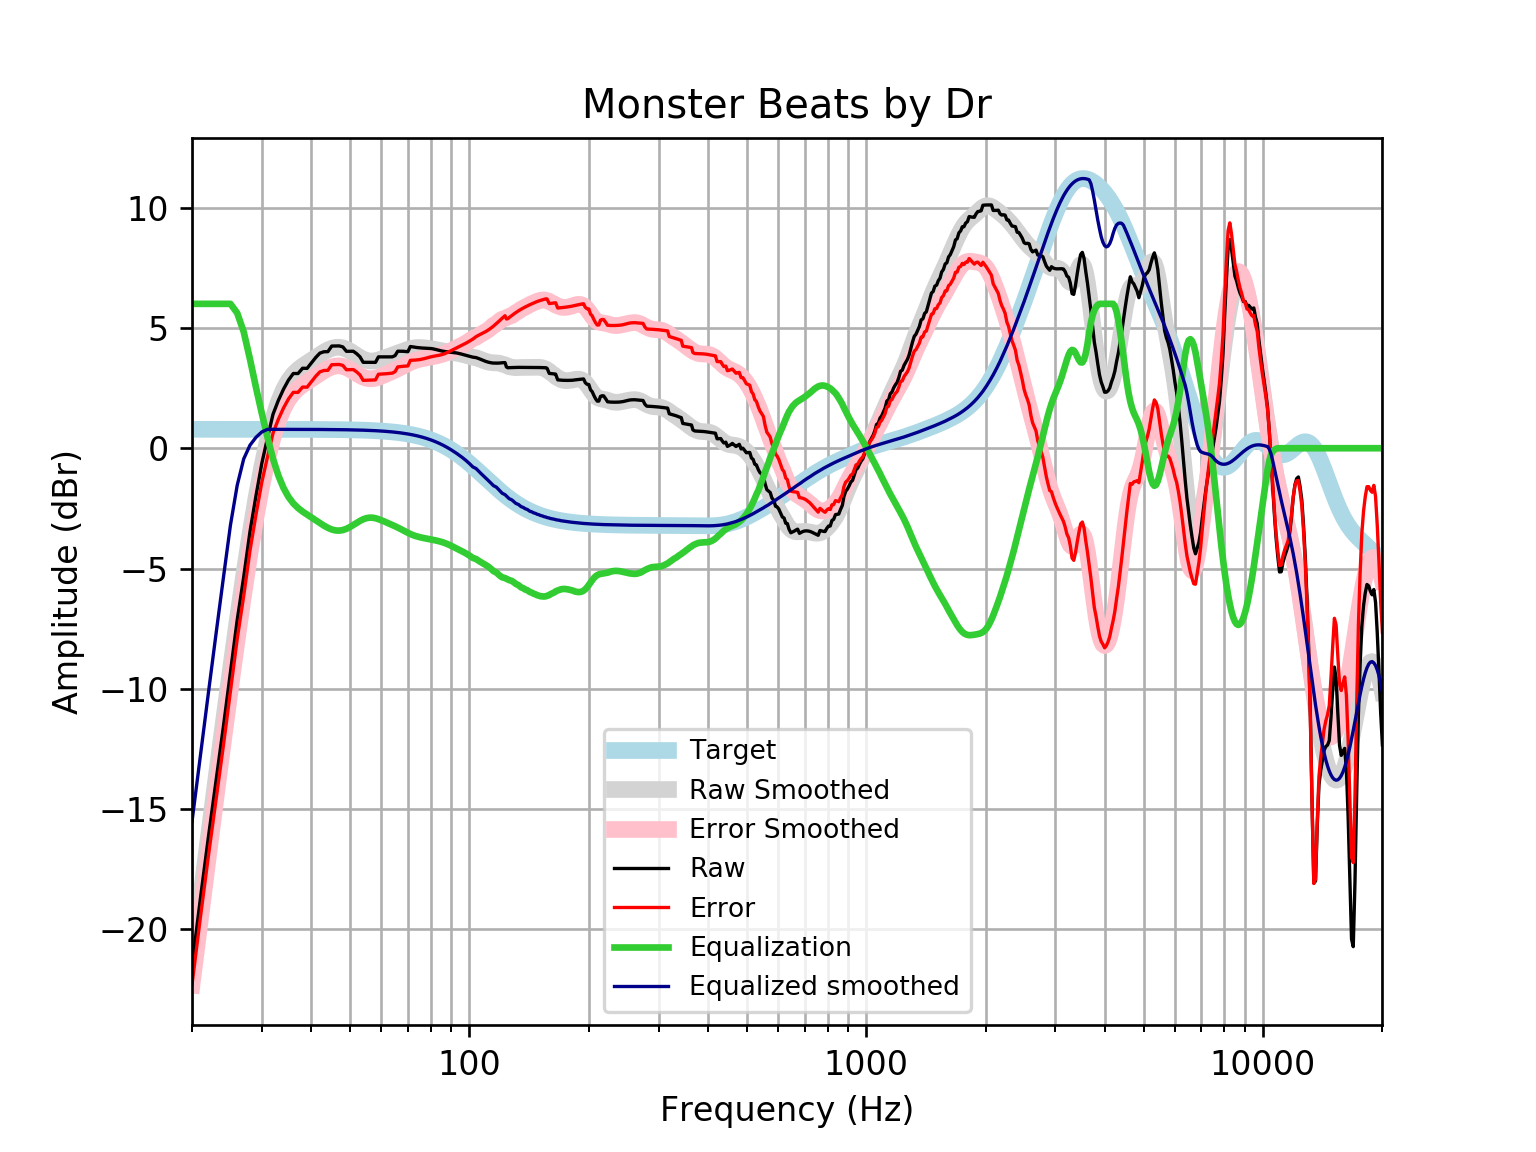 Monster Beats by Dr
Amplitude (dBr)
10
5
0
−5
−10
−15
−20
Target
Raw Smoothed
Error Smoothed
Raw
Error
Equalization
Equalized smoothed
100 1000 10000
Frequency (Hz)